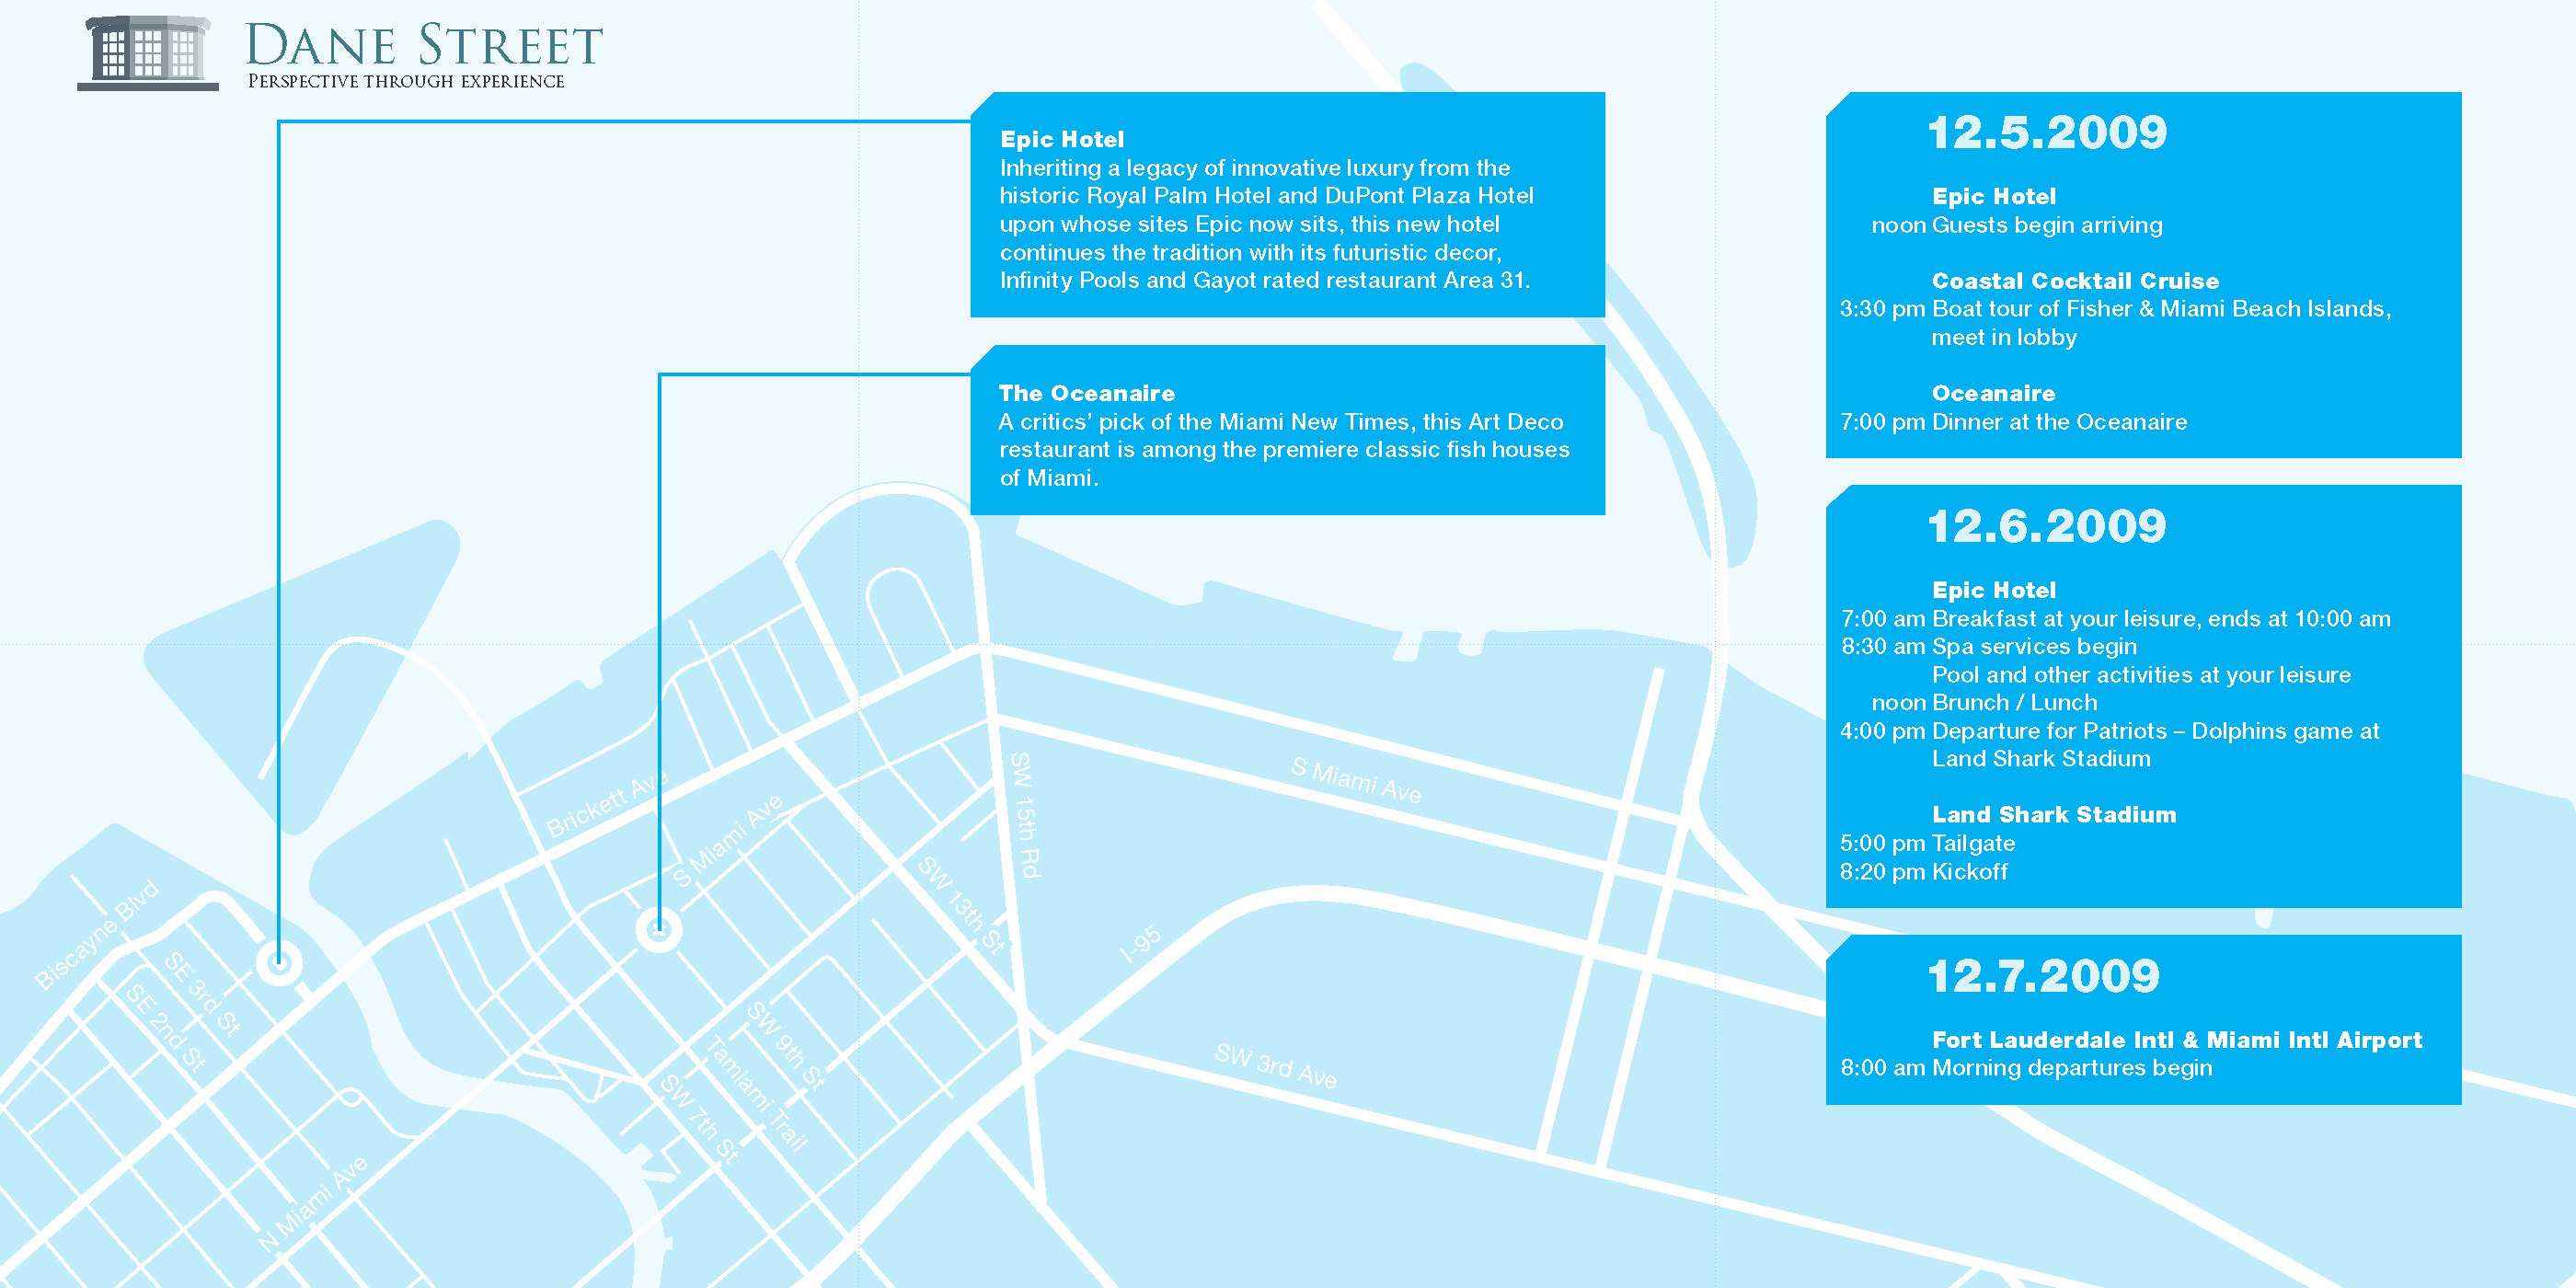 DANE STREET
PERSPECTIVE THROUGH EXPERIENCE
Epic Hotel
Inheriting a legacy of innovative luxury from the
historic Royal Palm Hotel and DuPont Plaza Hotel
upon whose sites Epic now sits, this new hotel
continues the tradition with its futuristic decor,
Infinity Pools and Gayot rated restaurant Area 31.
The Oceanaire
A critics’ pick of the Miami New Times, this Art Deco
restaurant is among the premiere classic fish houses
of Miami.
12.5.2009
Epic Hotel
noon Guests begin arriving
Coastal Cocktail Cruise
3:30 pm Boat tour of Fisher & Miami Beach Islands,
meet in lobby
Oceanaire
7:00 pm Dinner at the Oceanaire
12.6.2009
Epic Hotel
7:00 am Breakfast at your leisure, ends at 10:00 am
8:30 am Spa services begin
Pool and other activities at your leisure
noon Brunch / Lunch
4:00 pm Departure for Patriots – Dolphins game at
Land Shark Stadium
Land Shark Stadium
5:00 pm Tailgate
8:20 pm Kickoff
12.7.2009
Fort Lauderdale Intl & Miami Intl Airport
8:00 am Morning departures begin
Brickett Ave
S Miami Ave
SW 15th Rd
S Miami Ave
SW 13th St
I-95
Biscayne Blvd
SE 3rd St
SE 2nd St
SW 9th St
Tamiami Trail
SW 7th St
SW 3rd Ave
N Miami Ave